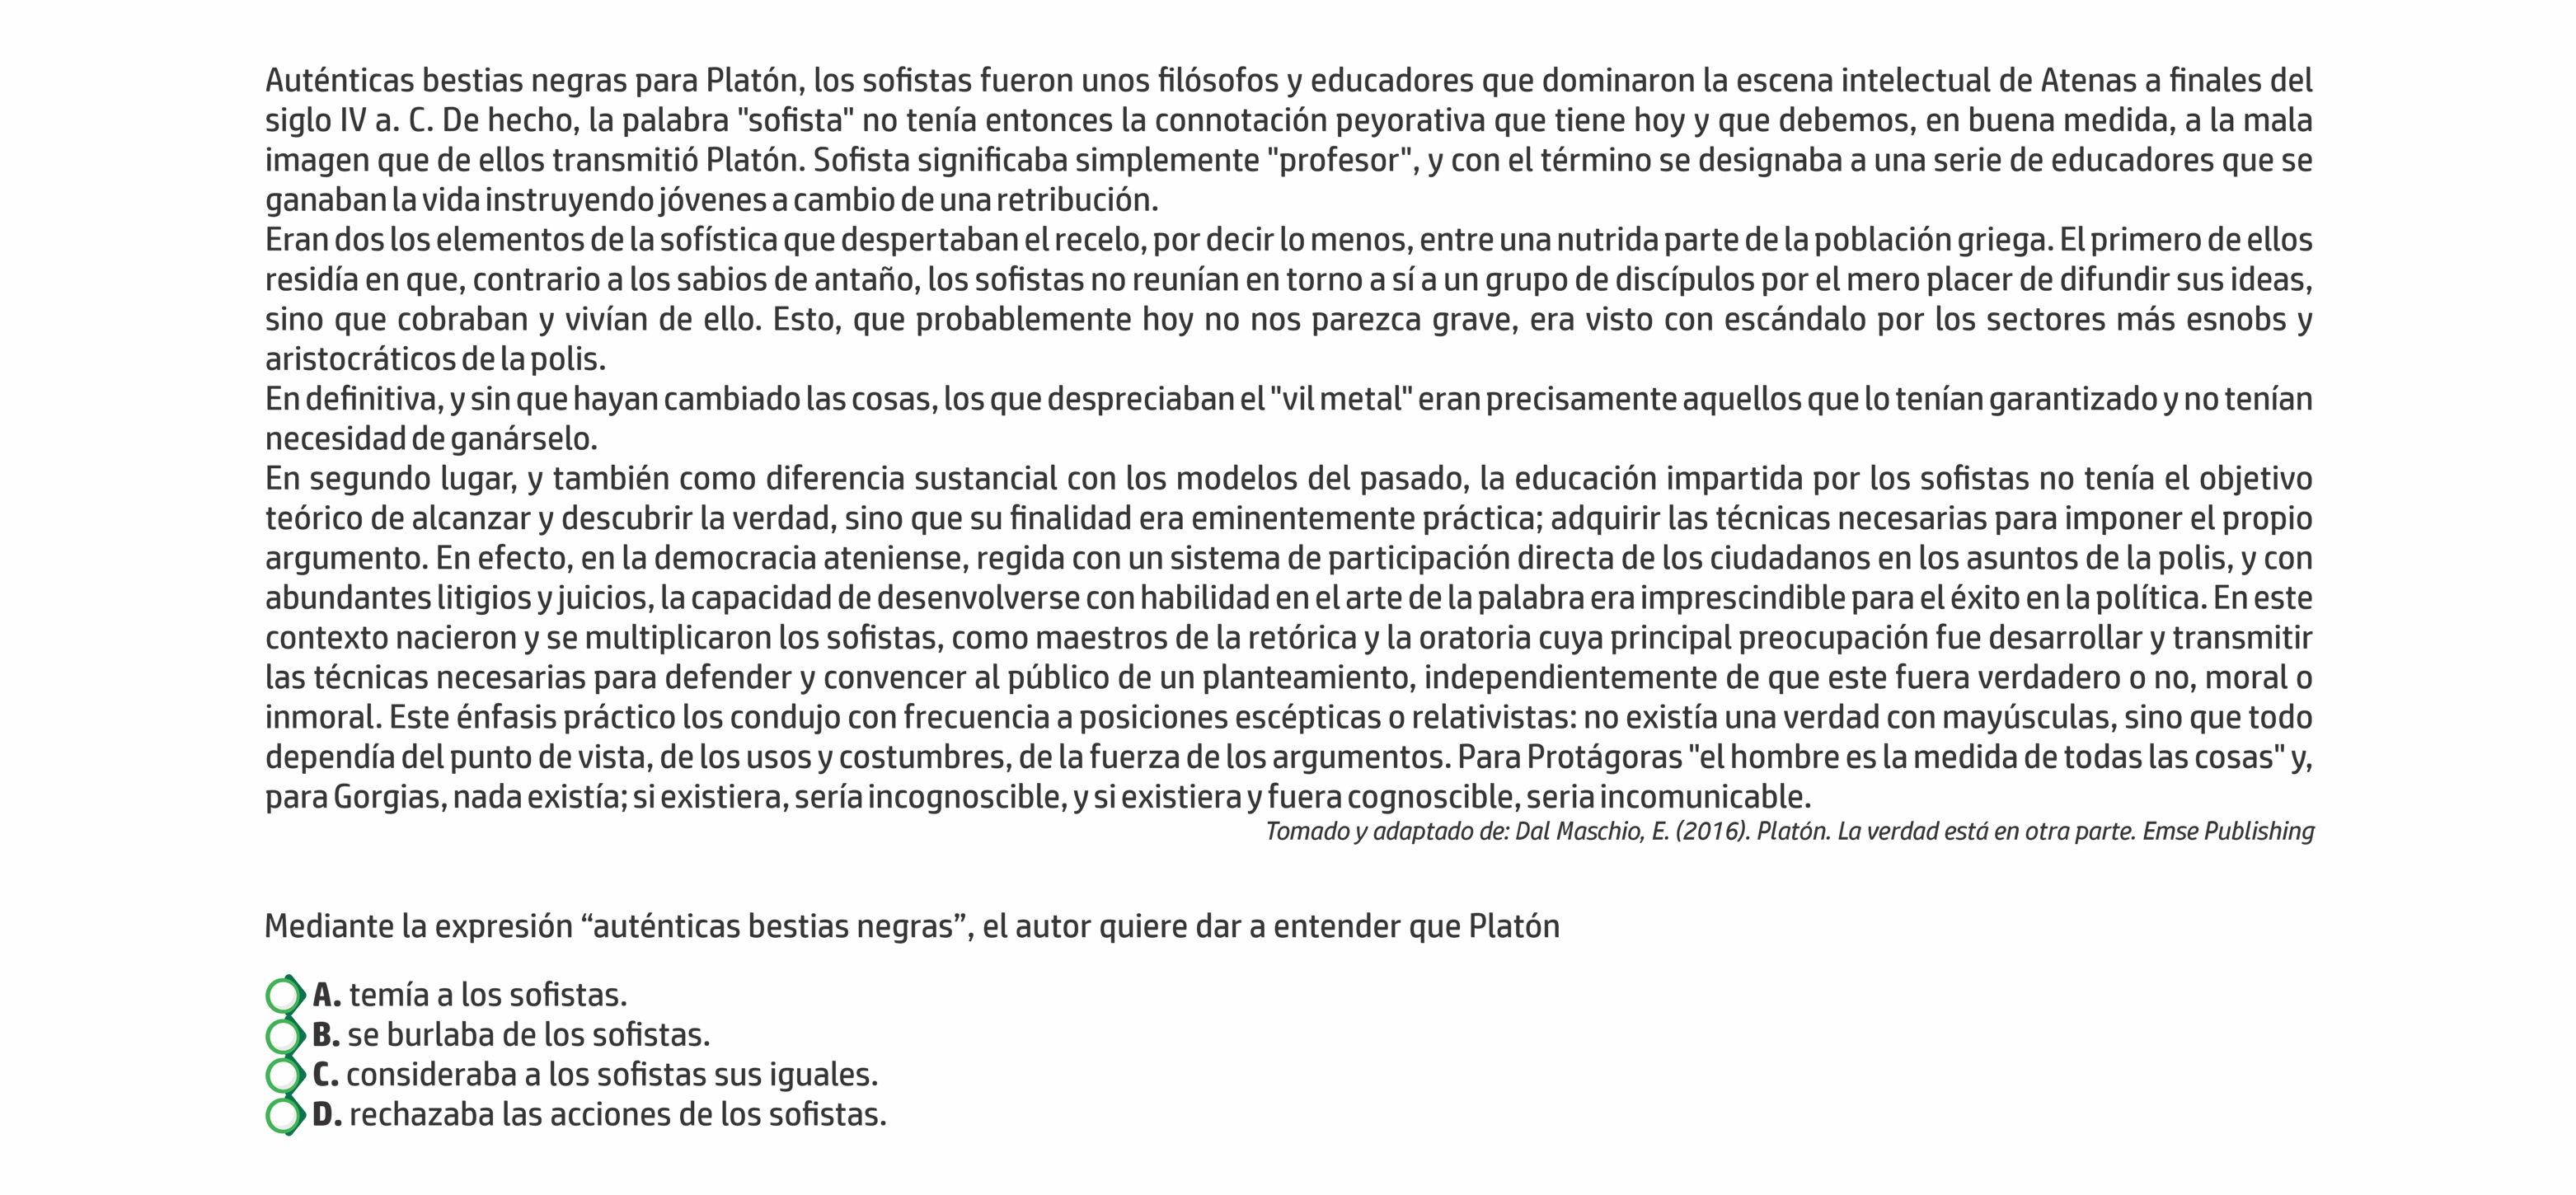 Auténticas bestias negras para Platón, los sofistas fueron unos filósofos y educadores que dominaron la escena intelectual de Atenas a finales del
siglo IV a. C. De hecho, la palabra "sofista" no tenía entonces la connotación peyorativa que tiene hoy y que debemos, en buena medida, a la mala
imagen que de ellos transmitió Platón. Sofista significaba simplemente "profesor", y con el término se designaba a una serie de educadores que se
ganaban la vida instruyendo jóvenes a cambio de una retribución.
Eran dos los elementos de la sofística que despertaban el recelo, por decir lo menos, entre una nutrida parte de la población griega. El primero de ellos
residía en que, contrario a los sabios de antaño, los sofistas no reunían en torno a sí a un grupo de discípulos por el mero placer de difundir sus ideas,
sino que cobraban y vivían de ello. Esto, que probablemente hoy no nos parezca grave, era visto con escándalo por los sectores más esnobs y
aristocráticos de la polis.
En definitiva, y sin que hayan cambiado las cosas, los que despreciaban el "vil metal" eran precisamente aquellos que lo tenían garantizado y no tenían
necesidad de ganárselo.
En segundo lugar, y también como diferencia sustancial con los modelos del pasado, la educación impartida por los sofistas no tenía el objetivo
teórico de alcanzar y descubrir la verdad, sino que su finalidad era eminentemente práctica; adquirir las técnicas necesarias para imponer el propio
argumento. En efecto, en la democracia ateniense, regida con un sistema de participación directa de los ciudadanos en los asuntos de la polis, y con
abundantes litigios y juicios, la capacidad de desenvolverse con habilidad en el arte de la palabra era imprescindible para el éxito en la política. En este
contexto nacieron y se multiplicaron los sofistas, como maestros de la retórica y la oratoria cuya principal preocupación fue desarrollar y transmitir
las técnicas necesarias para defender y convencer al público de un planteamiento, independientemente de que este fuera verdadero o no, moral o
inmoral. Este énfasis práctico los condujo con frecuencia a posiciones escépticas o relativistas: no existía una verdad con mayúsculas, sino que todo
dependía del punto de vista, de los usos y costumbres, de la fuerza de los argumentos. Para Protágoras "el hombre es la medida de todas las cosas" y,
para Gorgias, nada existía; si existiera, sería incognoscible, y si existiera y fuera cognoscible, seria incomunicable.
Tomado y adaptado de: Dal Maschio, E. (2016). Platón. La verdad está en otra parte. Emse Publishing
Mediante la expresión “auténticas bestias negras”, el autor quiere dar a entender que Platón
A. temía a los sofistas.
B. se burlaba de los sofistas.
C. consideraba a los sofistas sus iguales.
D. rechazaba las acciones de los sofistas.